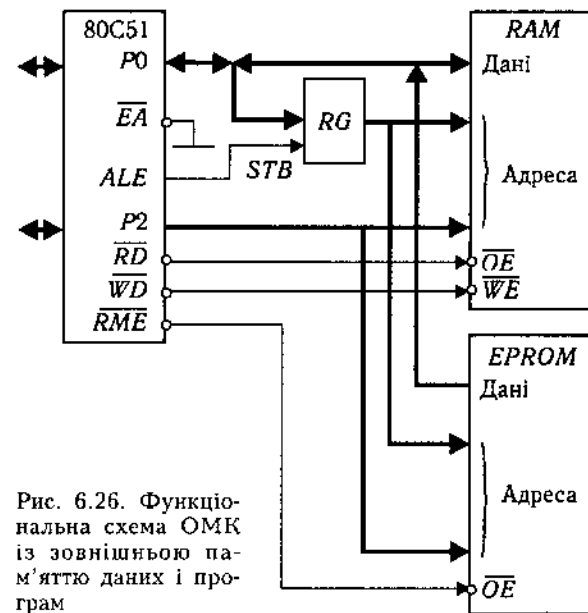 80C51
P0
EA
ALE
P2
RD
WD
RME
STB
RG
RAM
Дані
Адреса
OE
WE
EPROM
Дані
Адреса
OE
Рис. 6.26. Функціо-
нальна схема ОМК
із зовнішньою па-
м'яттю даних і про-
грам